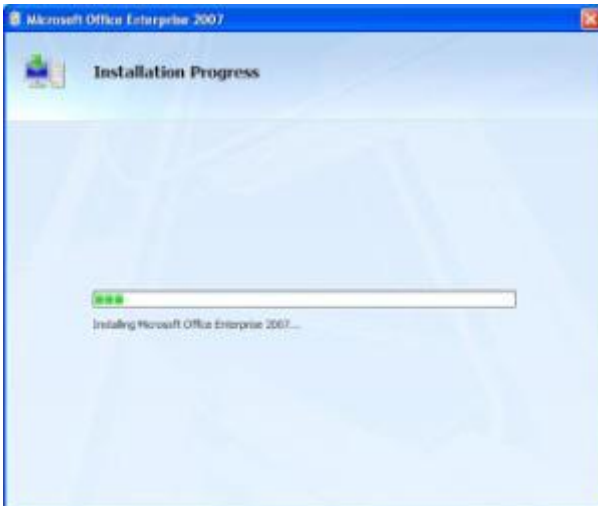 Microsoft Office Enterprise 2007
Installation Progress
Installing Microsoft Office Enterprise 2007...